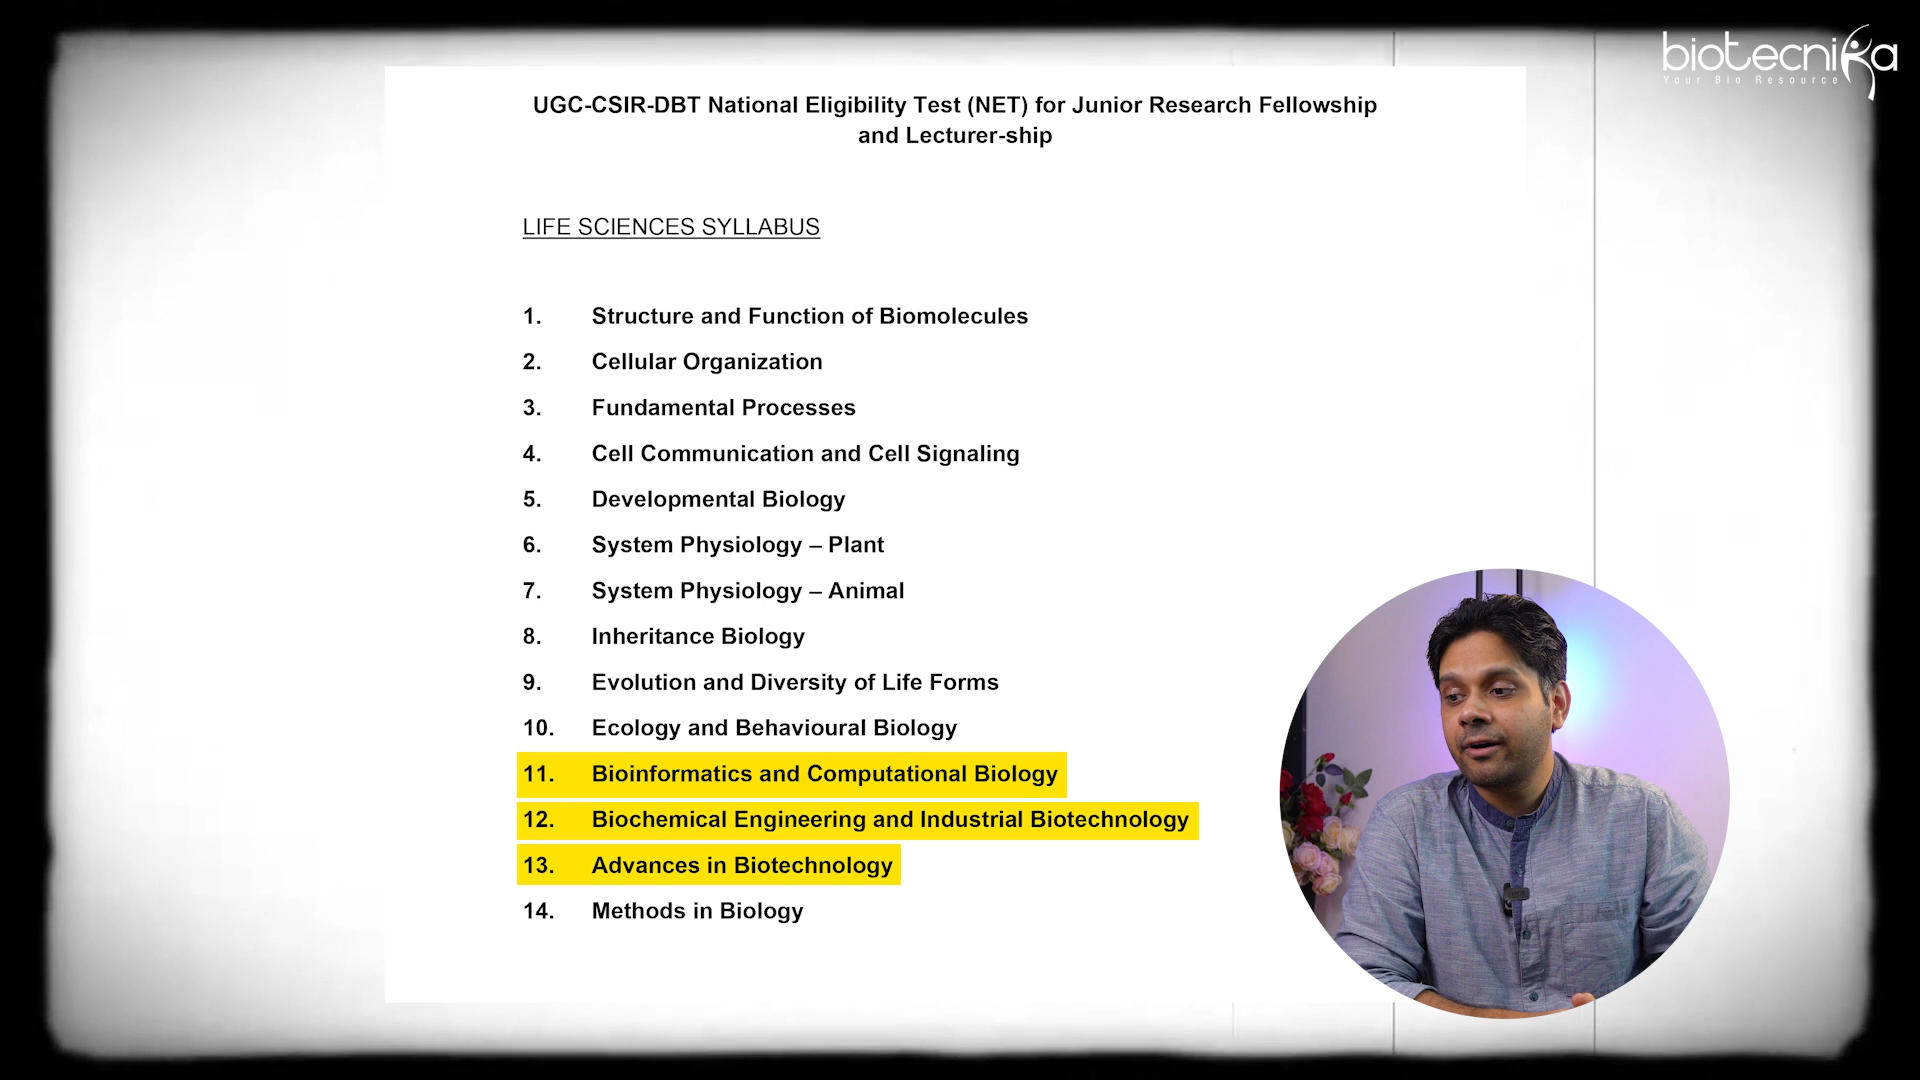 biotecnika
Your Bio Resource
UGC-CSIR-DBT National Eligibility Test (NET) for Junior Research Fellowship
and Lecturer-ship
LIFE SCIENCES SYLLABUS
1. Structure and Function of Biomolecules
2. Cellular Organization
3. Fundamental Processes
4. Cell Communication and Cell Signaling
5. Developmental Biology
6. System Physiology – Plant
7. System Physiology – Animal
8. Inheritance Biology
9. Evolution and Diversity of Life Forms
10. Ecology and Behavioural Biology
11. Bioinformatics and Computational Biology
12. Biochemical Engineering and Industrial Biotechnology
13. Advances in Biotechnology
14. Methods in Biology